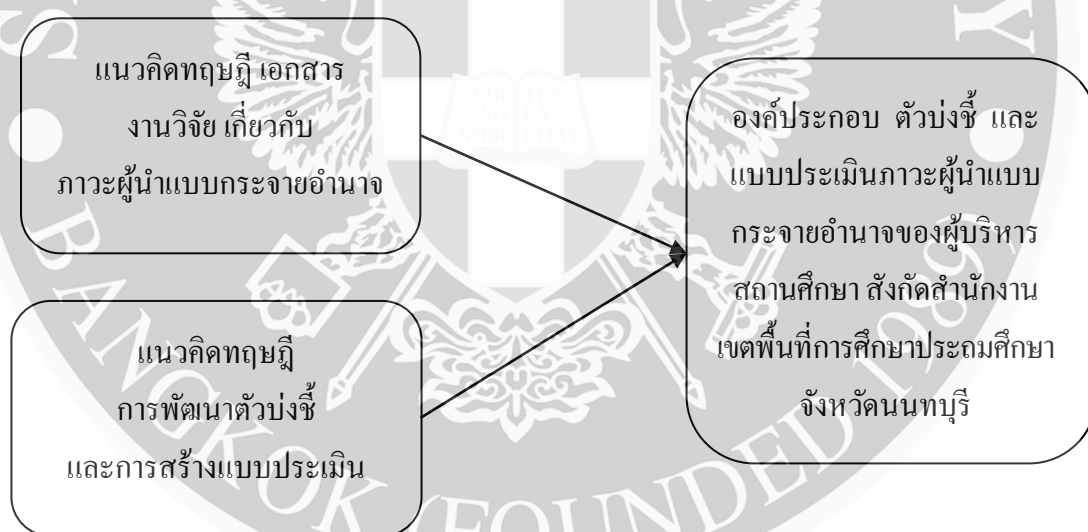 แนวคิดทฤษฎี เอกสาร
งานวิจัย เกี่ยวกับ
ภาวะผู้นำแบบกระจายอำนาจ
องค์ประกอบ ตัวบ่งชี้ และ
แบบประเมินภาวะผู้นำแบบ
กระจายอำนาจของผู้บริหาร
สถานศึกษา สังกัดสำนักงาน
เขตพื้นที่การศึกษาประถมศึกษา
จังหวัดนนทบุรี
แนวคิดทฤษฎี
การพัฒนาตัวบ่งชี้
และการสร้างแบบประเมิน
VIR TUS
SO LA
NOBI LITAT
BANGKOK (FOUNDED 1989)